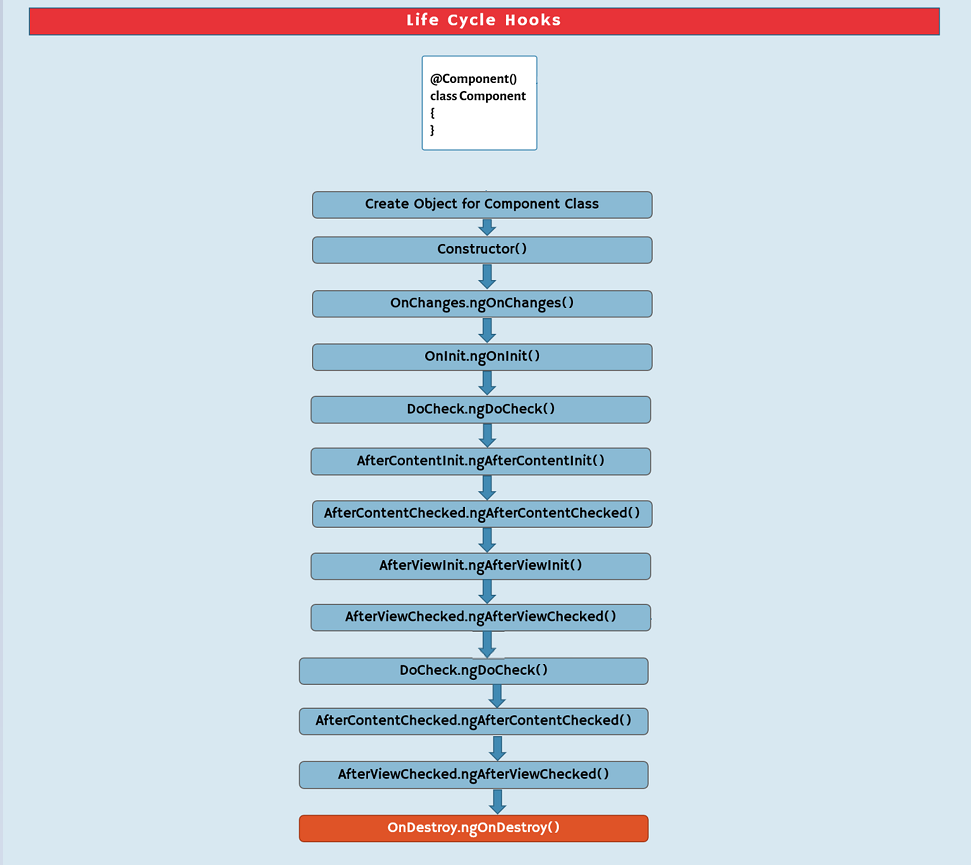 Life Cycle Hooks
@Component()
class Component
{
}
Create Object for Component Class
Constructor()
OnChanges.ngOnChanges()
OnInit.ngOnInit()
DoCheck.ngDoCheck()
AfterContentInit.ngAfterContentInit()
AfterContentChecked.ngAfterContentChecked()
AfterViewInit.ngAfterViewInit()
AfterViewChecked.ngAfterViewChecked()
DoCheck.ngDoCheck()
AfterContentChecked.ngAfterContentChecked()
AfterViewChecked.ngAfterViewChecked()
OnDestroy.ngOnDestroy()